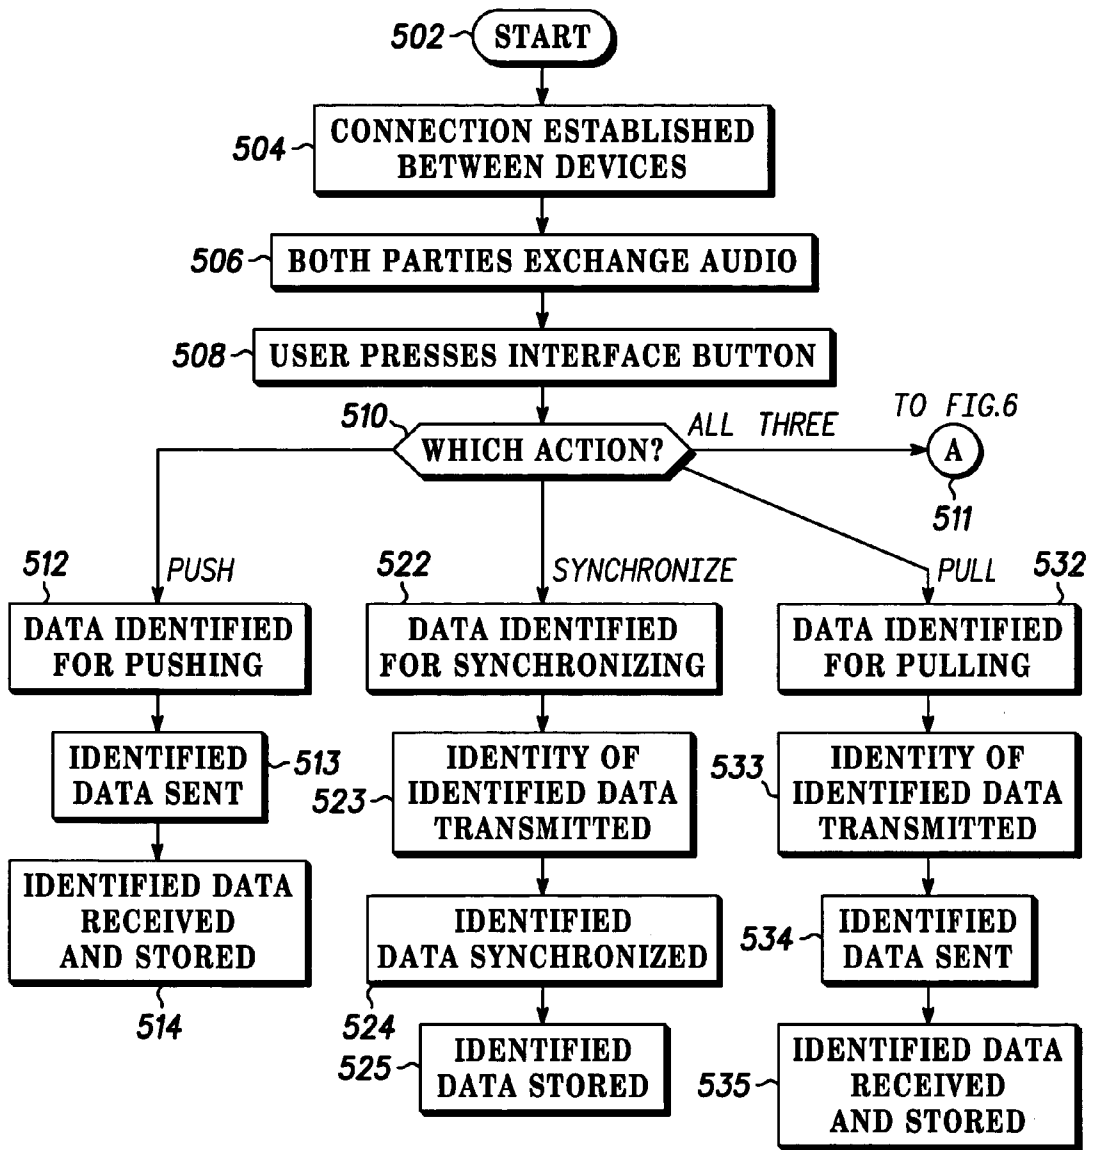 502
START
504
CONNECTION ESTABLISHED
BETWEEN DEVICES
506
BOTH PARTIES EXCHANGE AUDIO
508
USER PRESSES INTERFACE BUTTON
510
WHICH ACTION?
ALL THREE
TO FIG.6
A
511
PUSH
512
DATA IDENTIFIED
FOR PUSHING
IDENTIFIED
DATA SENT
513
IDENTIFIED DATA
RECEIVED
AND STORED
514
SYNCHRONIZE
522
DATA IDENTIFIED
FOR SYNCHRONIZING
523
IDENTITY OF
IDENTIFIED DATA
TRANSMITTED
IDENTIFIED
DATA SYNCHRONIZED
524
525
IDENTIFIED
DATA STORED
PULL
532
DATA IDENTIFIED
FOR PULLING
533
IDENTITY OF
IDENTIFIED DATA
TRANSMITTED
534
IDENTIFIED
DATA SENT
535
IDENTIFIED DATA
RECEIVED
AND STORED